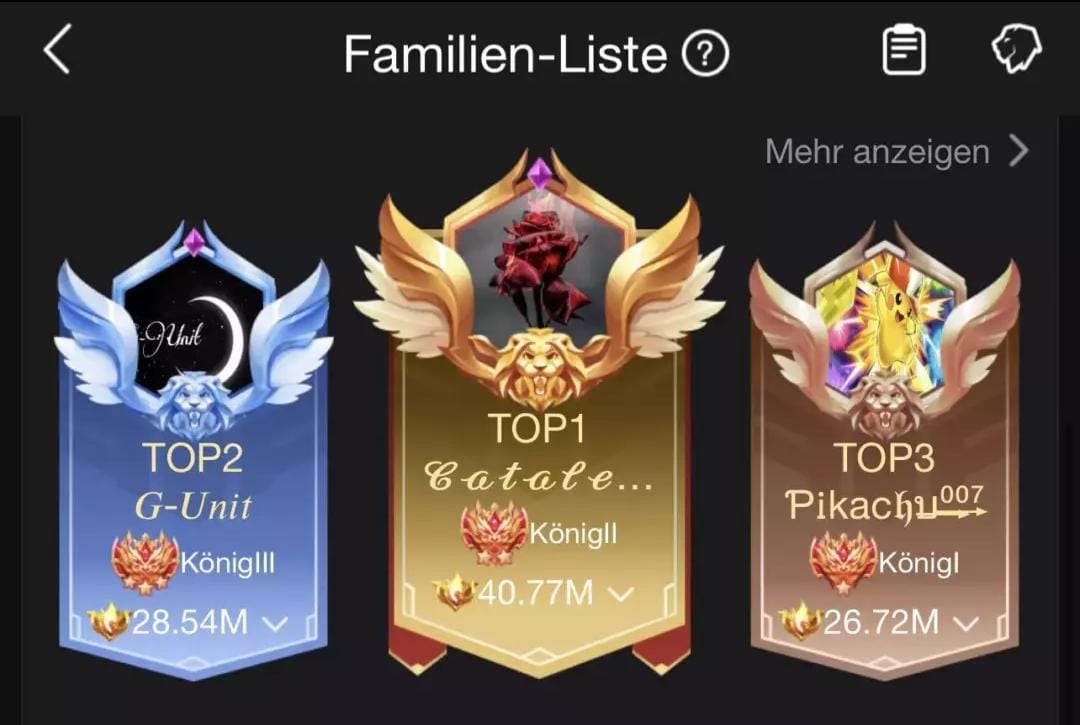 Familien-Liste ?
Mehr anzeigen
G-Unit
TOP2
G-Unit
KönigIII
28.54M
TOP1
Catale...
KönigII
40.77M
TOP3
Pikachu007
KönigI
26.72M